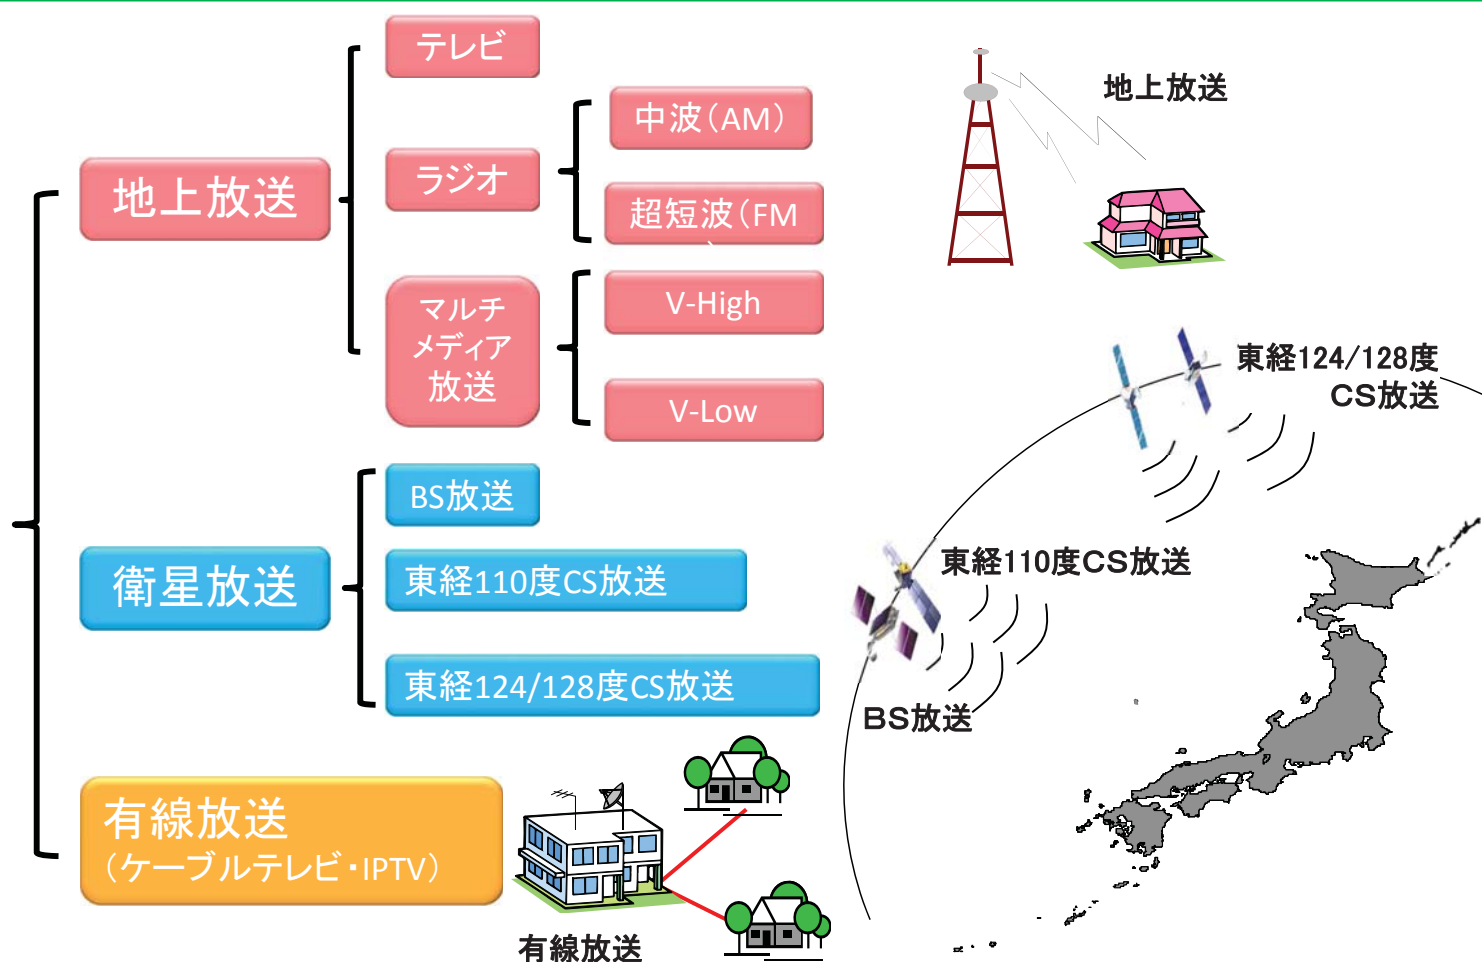 テレビ
中波(AM)
ラジオ
地上放送
超短波(FM
)
マルチ
メディア
放送
V-High
V-Low
BS放送
衛星放送
東経110度CS放送
東経124/128度CS放送
有線放送
(ケーブルテレビ・IPTV)
地上放送
東経124/128度
CS放送
東経110度CS放送
BS放送
有線放送